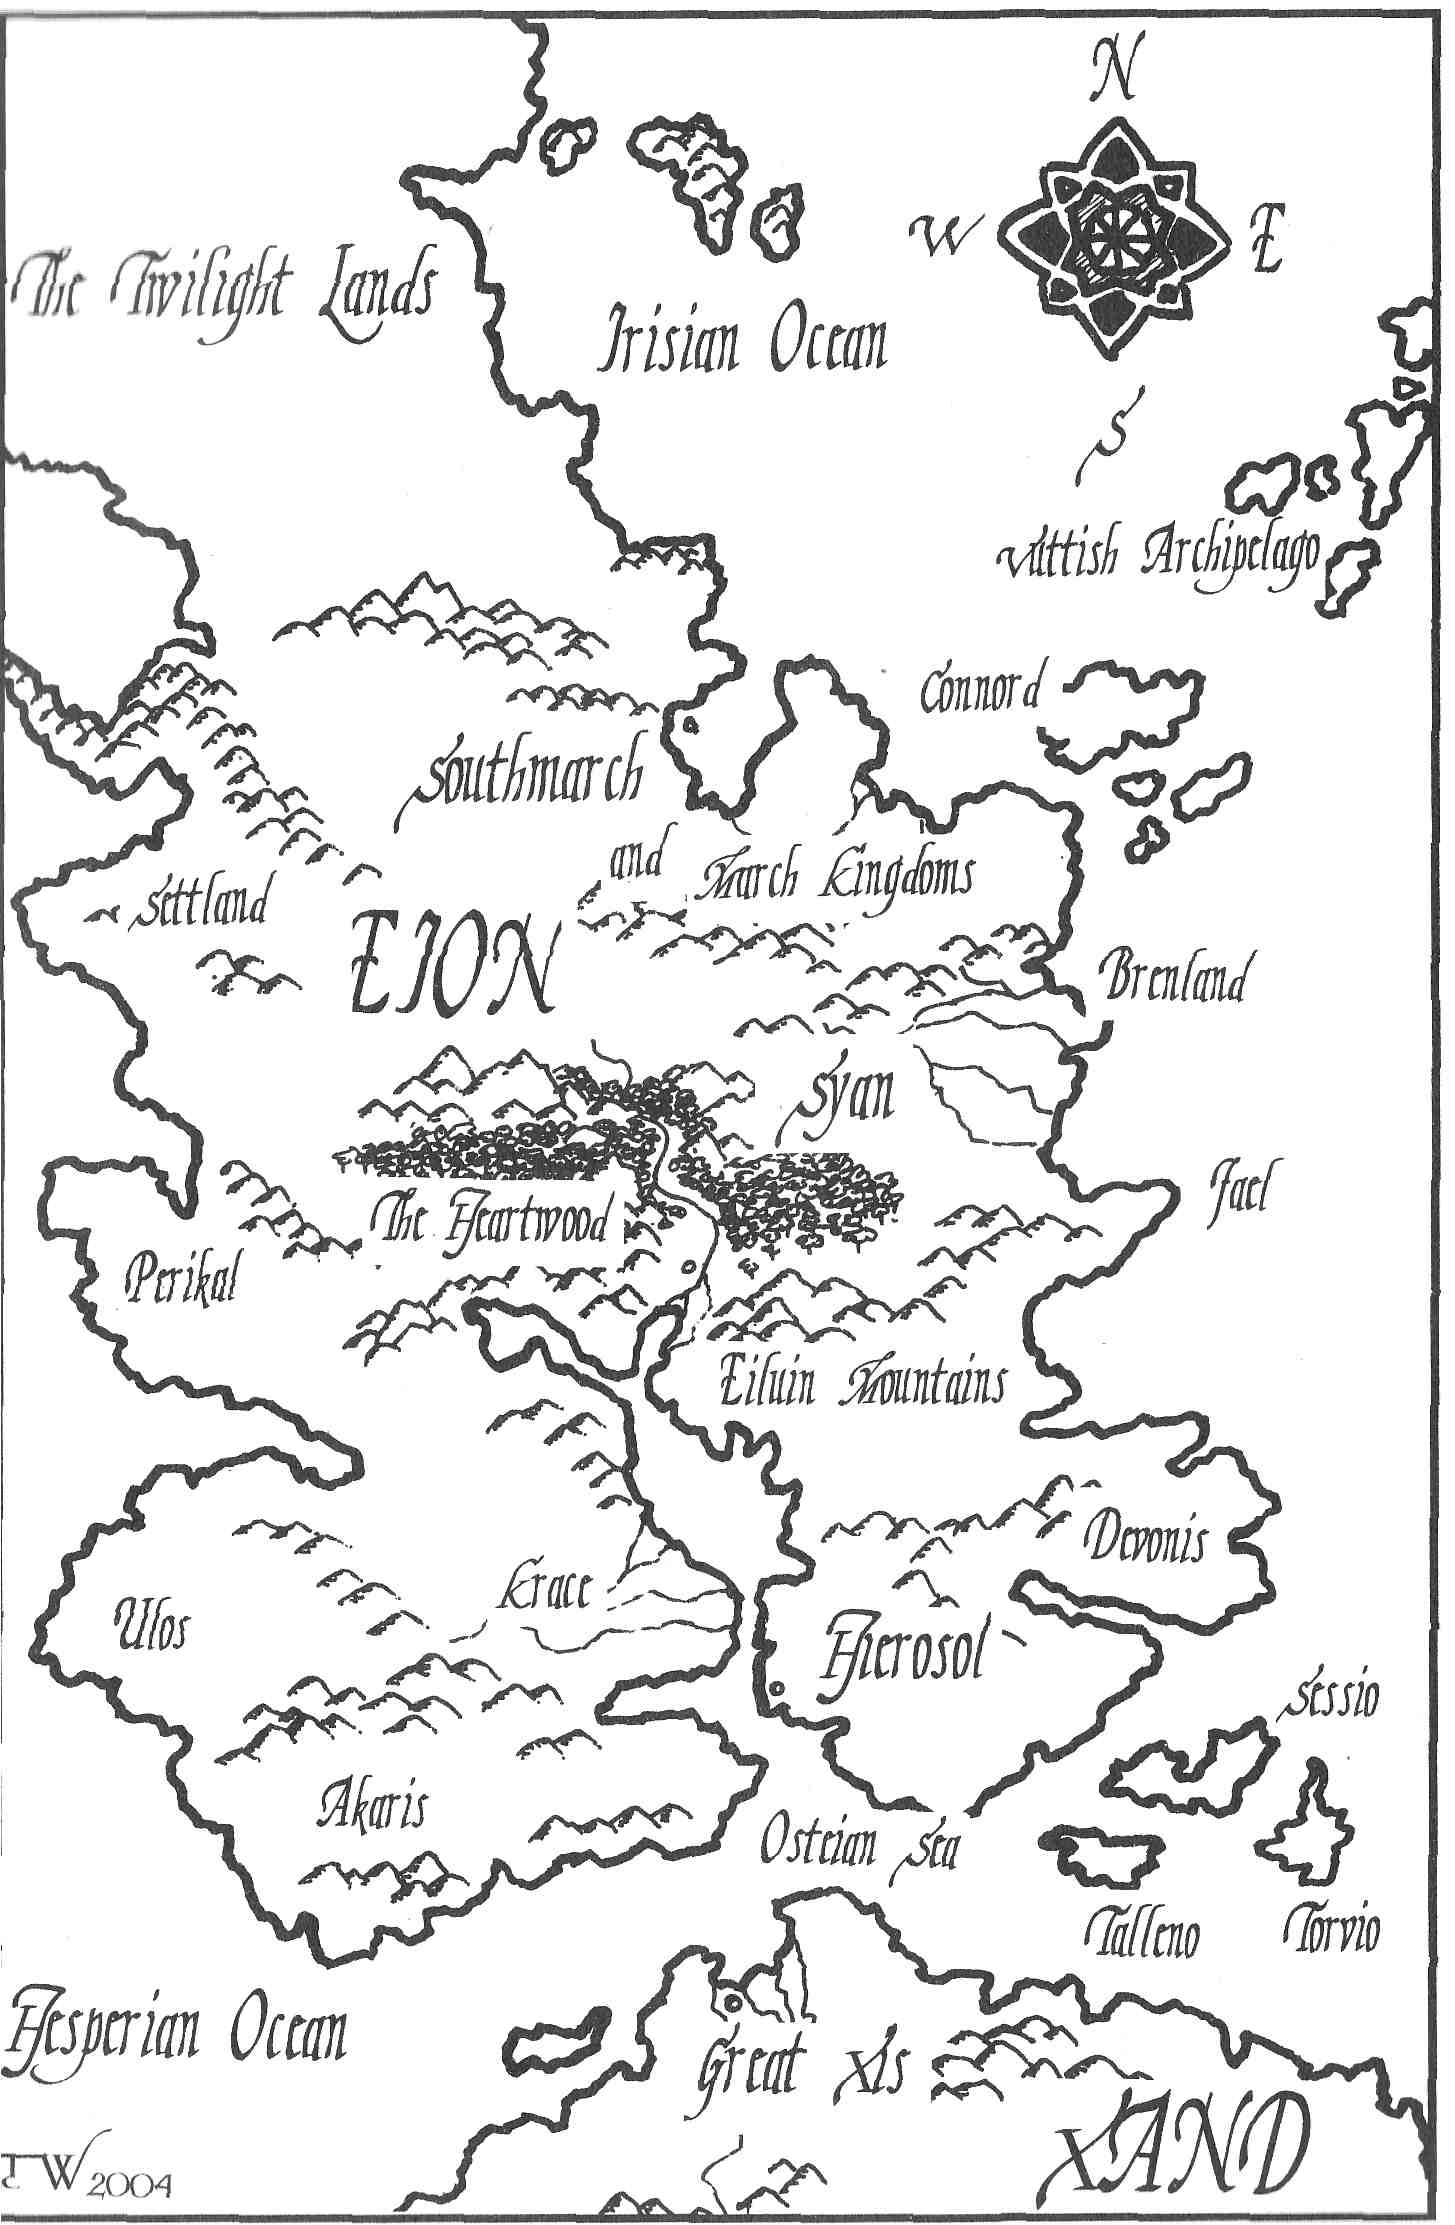 N
W
E
The Twilight Lands
Irisian Ocean
S
Vuttish Archipelago
Connord
Southmarch
and
March Kingdoms
Settland
EION
Brenland
Syan
Jael
The Heartwood
Perikal
Eiluin Mountains
Devonis
Krace
Ulos
Hierosol
Sessio
Akaris
Osteian Sea
Talleno
Torvio
Hesperian Ocean
Great Xis
XAND
TW 2004